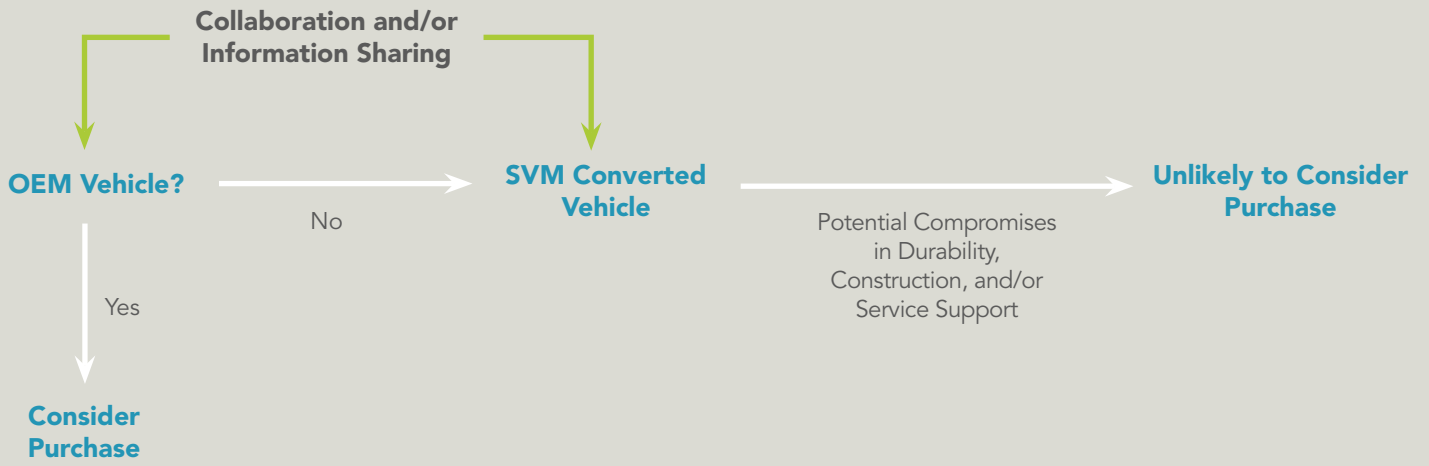 Collaboration and/or
Information Sharing
OEM Vehicle?
No
SVM Converted
Vehicle
Potential Compromises
in Durability,
Construction, and/or
Service Support
Unlikely to Consider
Purchase
Yes
Consider
Purchase